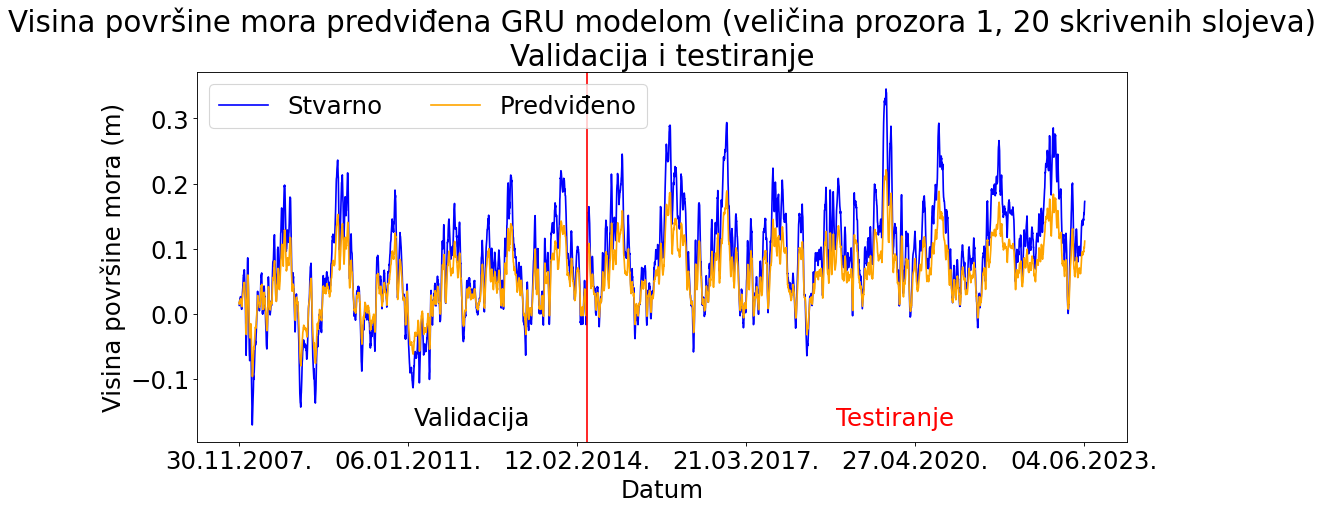 Visina površine mora predviđena GRU modelom (veličina prozora 1, 20 skrivenih slojeva)
Validacija i testiranje
Stvarno
Predviđeno
Visina površine mora (m)
0.3
0.2
0.1
0.0
−0.1
Validacija
Testiranje
30.11.2007.
06.01.2011.
12.02.2014.
21.03.2017.
27.04.2020.
04.06.2023.
Datum